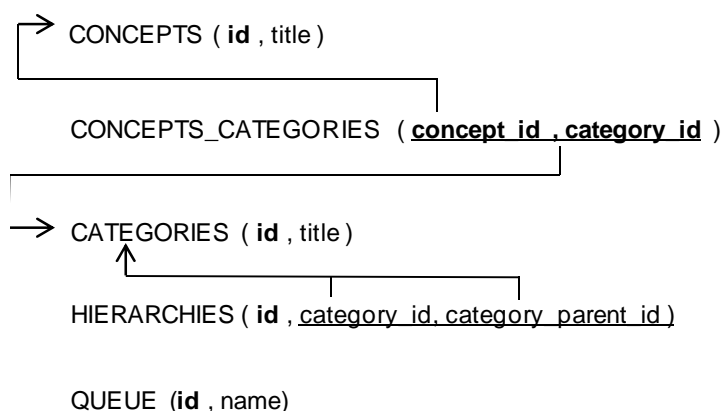 CONCEPTS ( id , title )
CONCEPTS_CATEGORIES ( concept_id , category_id )
CATEGORIES ( id , title )
HIERARCHIES ( id , category_id, category_parent_id )
QUEUE (id , name)